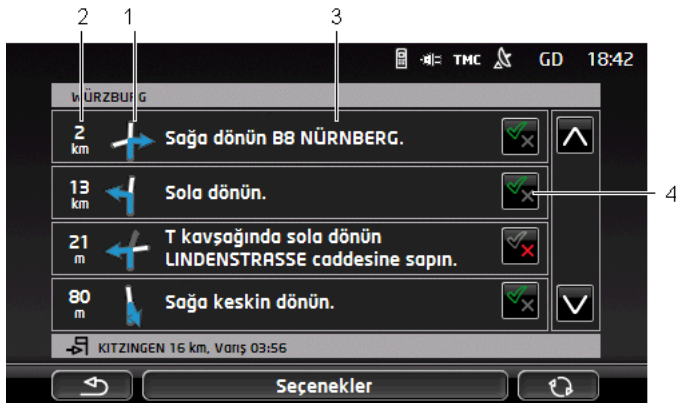 2 1 3
TMC GD 18:42
WÜRZBURG
2 km Sağa dönün B8 NÜRNBERG.
13 km Sola dönün.
4
21 m T kavşağında sola dönün
LINDENSTRASSE caddesine sapın.
80 m Sağa keskin dönün.
KITZINGEN 16 km, Varış 03:56
Seçenekler